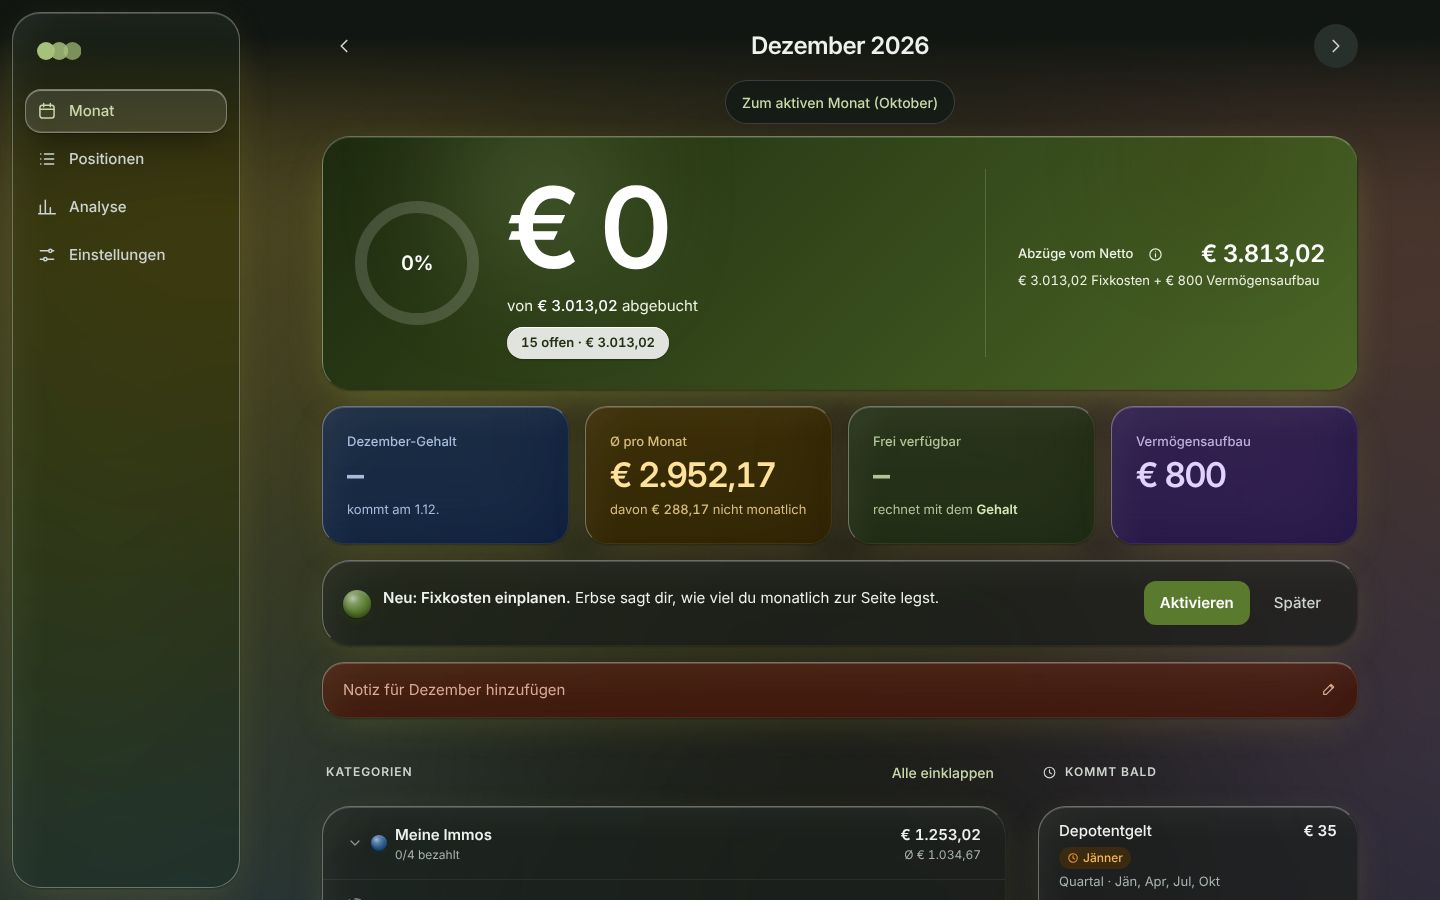 Dezember 2026
Zum aktiven Monat (Oktober)
Monat
Positionen
Analyse
Einstellungen
0%
€ 0
von € 3.013,02 abgebucht
15 offen · € 3.013,02
Abzüge vom Netto € 3.813,02
€ 3.013,02 Fixkosten + € 800 Vermögensaufbau
Dezember-Gehalt
–
kommt am 1.12.
Ø pro Monat
€ 2.952,17
davon € 288,17 nicht monatlich
Frei verfügbar
–
rechnet mit dem Gehalt
Vermögensaufbau
€ 800
Neu: Fixkosten einplanen. Erbse sagt dir, wie viel du monatlich zur Seite legst.
Aktivieren
Später
Notiz für Dezember hinzufügen
KATEGORIEN
Alle einklappen
Meine Immos € 1.253,02
0/4 bezahlt Ø € 1.034,67
KOMMT BALD
Depotentgelt € 35
Jänner
Quartal · Jän, Apr, Jul, Okt